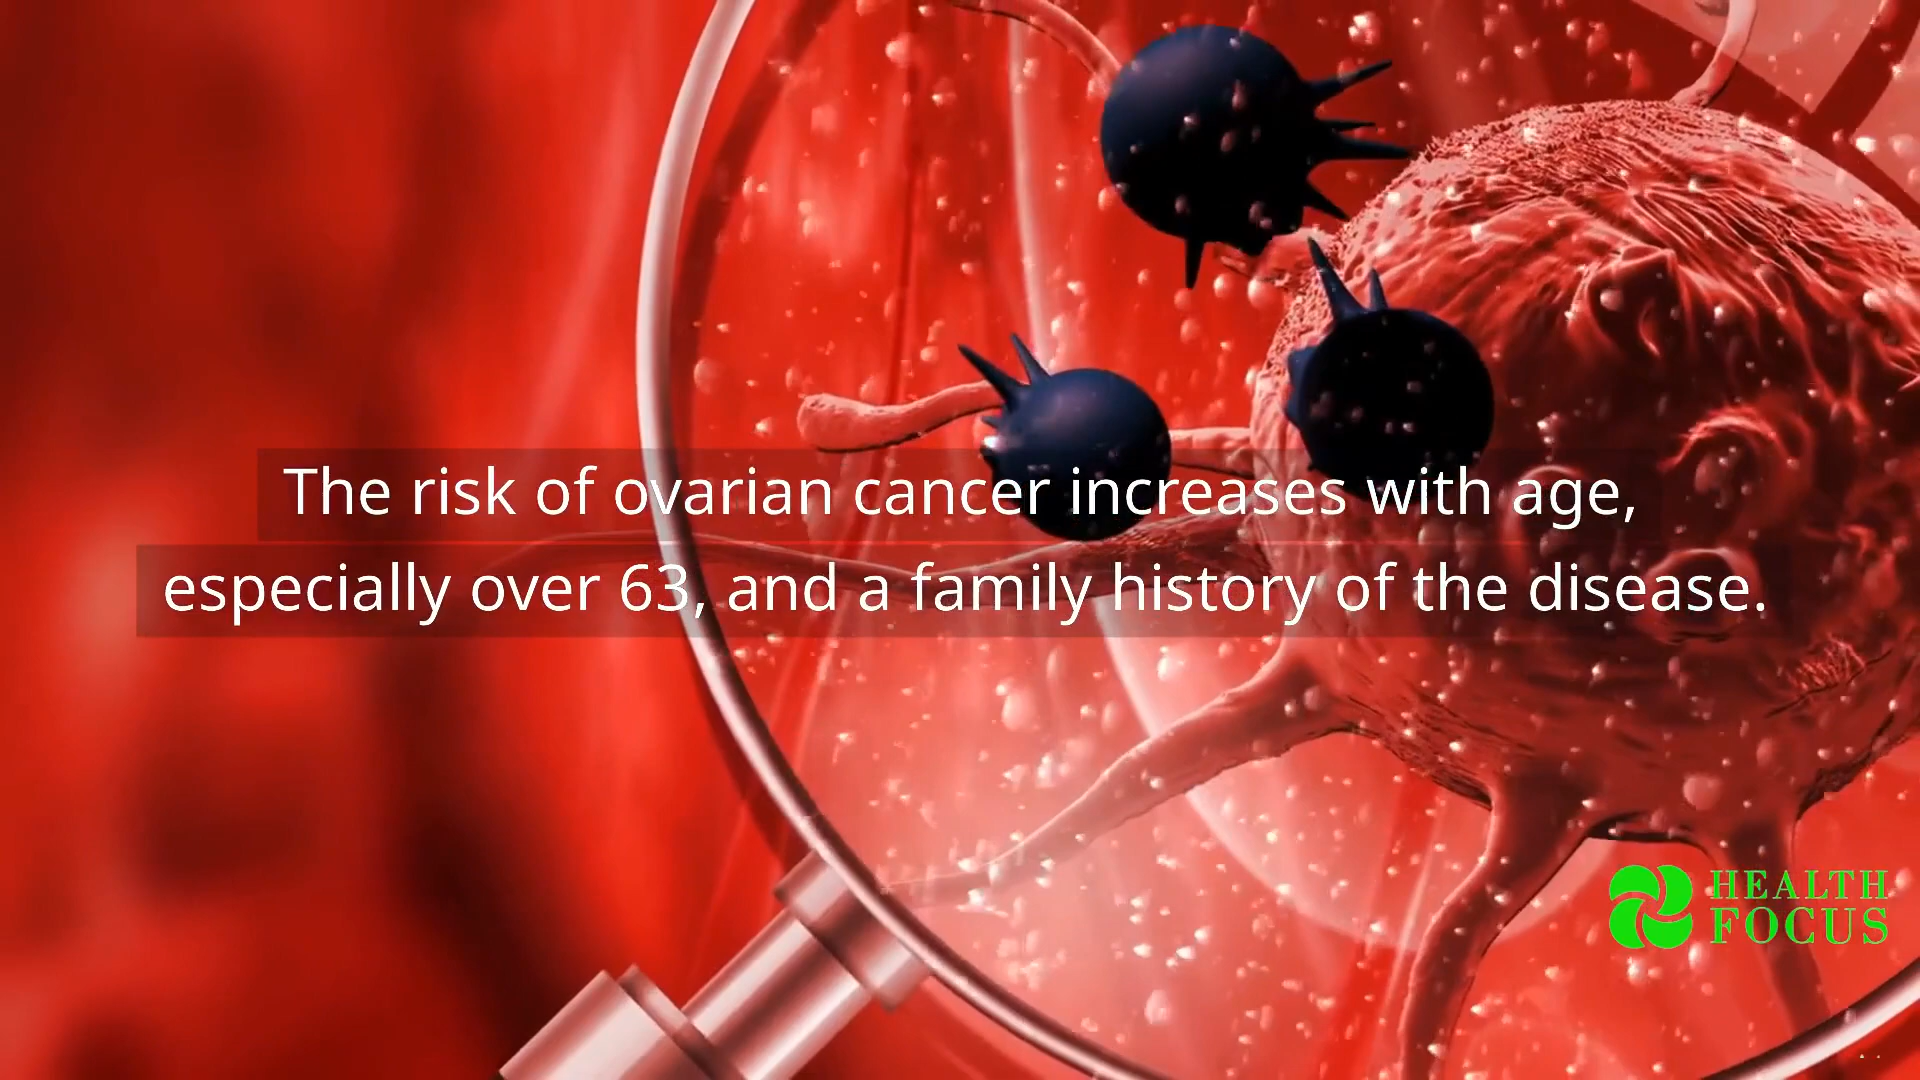 The risk of ovarian cancer increases with age,
especially over 63, and a family history of the disease.
HEALTH
FOCUS